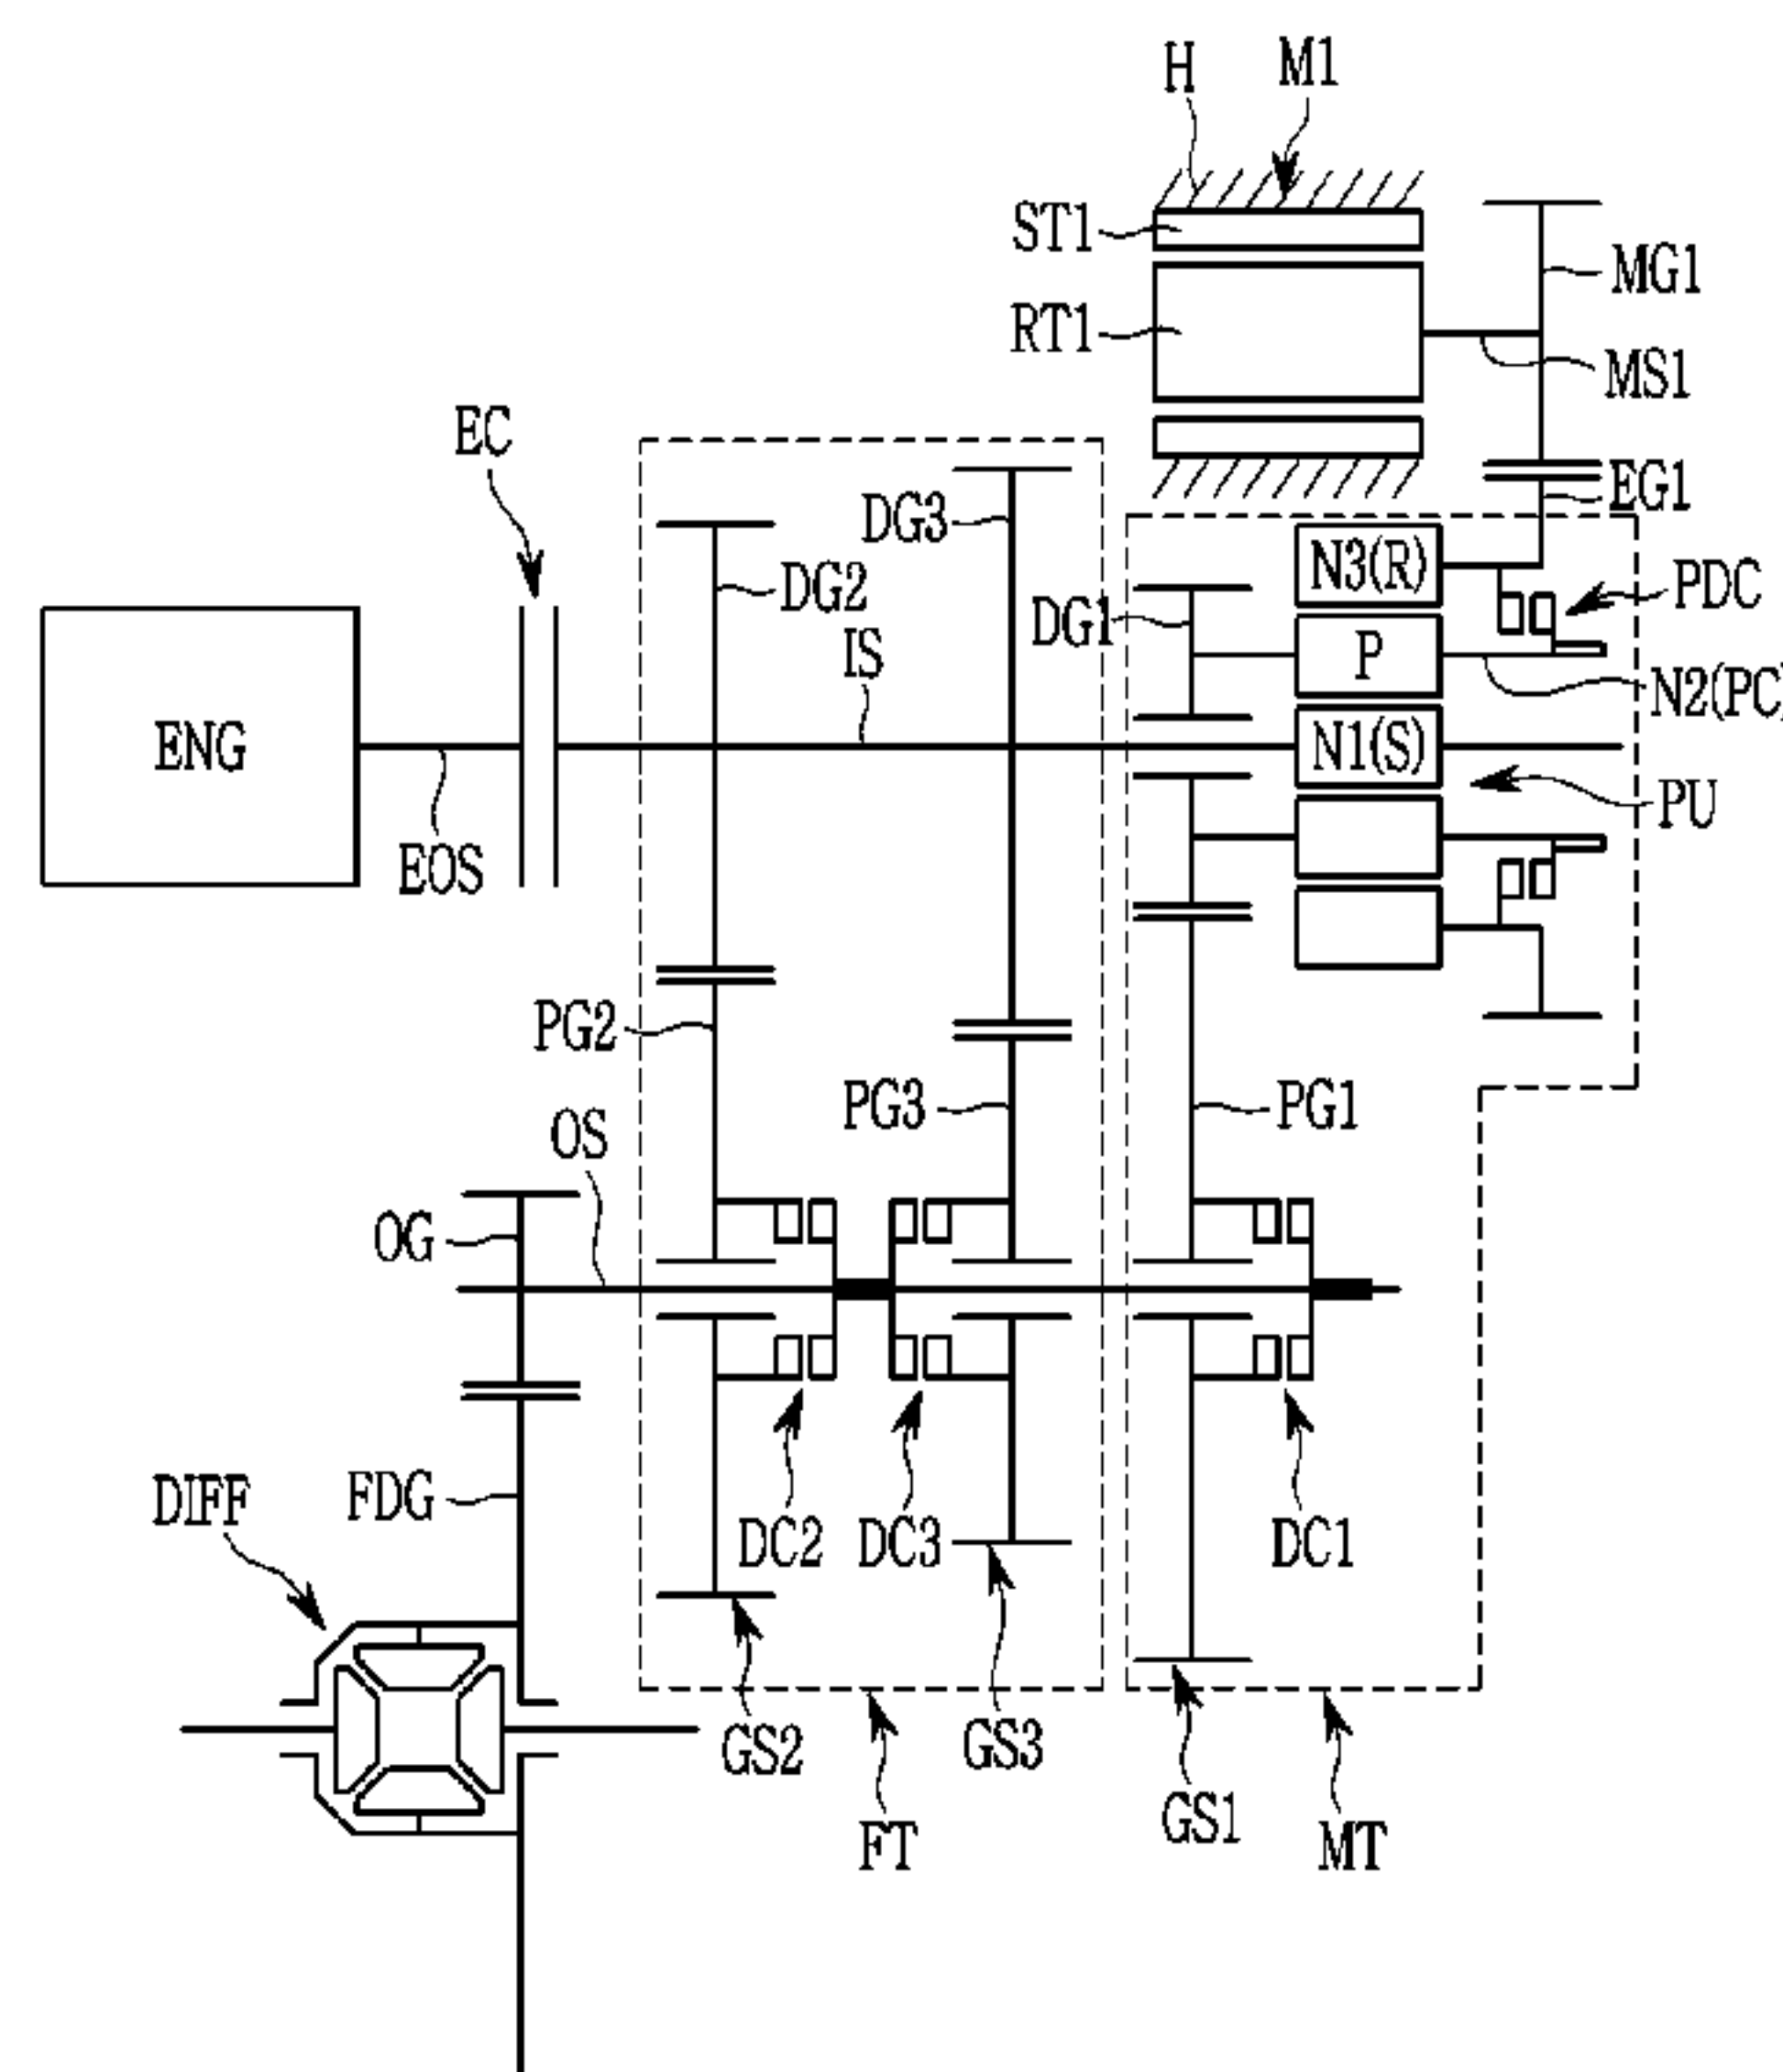 H
M1
ST1
MG1
RT1
MS1
EC
EG1
DG3
N3(R)
DG2
PDC
DG1
IS
P
N2(PC)
ENG
N1(S)
PU
EOS
PG2
PG3
PG1
OS
OG
DIFF
FDG
DC2
DC3
DC1
GS2
GS3
GS1
FT
MT